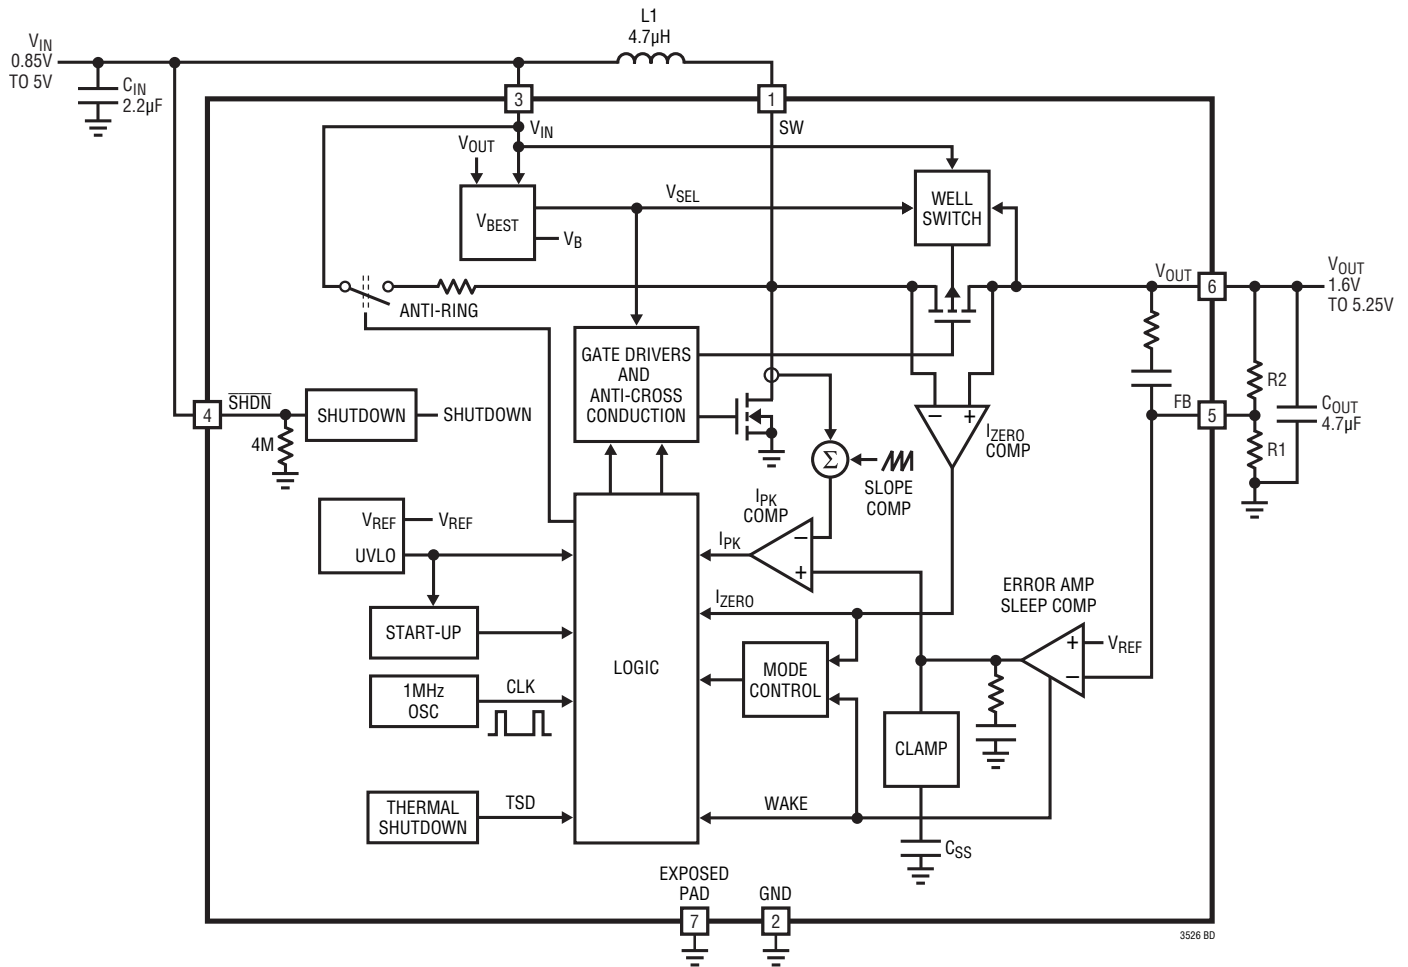 L1
4.7µH
VIN
0.85V
TO 5V
CIN
2.2µF
3
1
VIN
SW
VOUT
VBEST
VSEL
VB
WELL
SWITCH
ANTI-RING
VOUT
6
VOUT
1.6V
TO 5.25V
GATE DRIVERS
AND
ANTI-CROSS
CONDUCTION
4
SHDN
SHUTDOWN
SHUTDOWN
4M
– +
IZERO
COMP
FB
5
R2
R1
COUT
4.7µF
Σ
SLOPE
COMP
IPK
COMP
–
+
IPK
VREF
VREF
UVLO
IZERO
ERROR AMP
SLEEP COMP
+
–
VREF
START-UP
LOGIC
MODE
CONTROL
1MHz
OSC
CLK
CLAMP
THERMAL
SHUTDOWN
TSD
WAKE
CSS
EXPOSED
PAD
GND
7
2
3526 BD